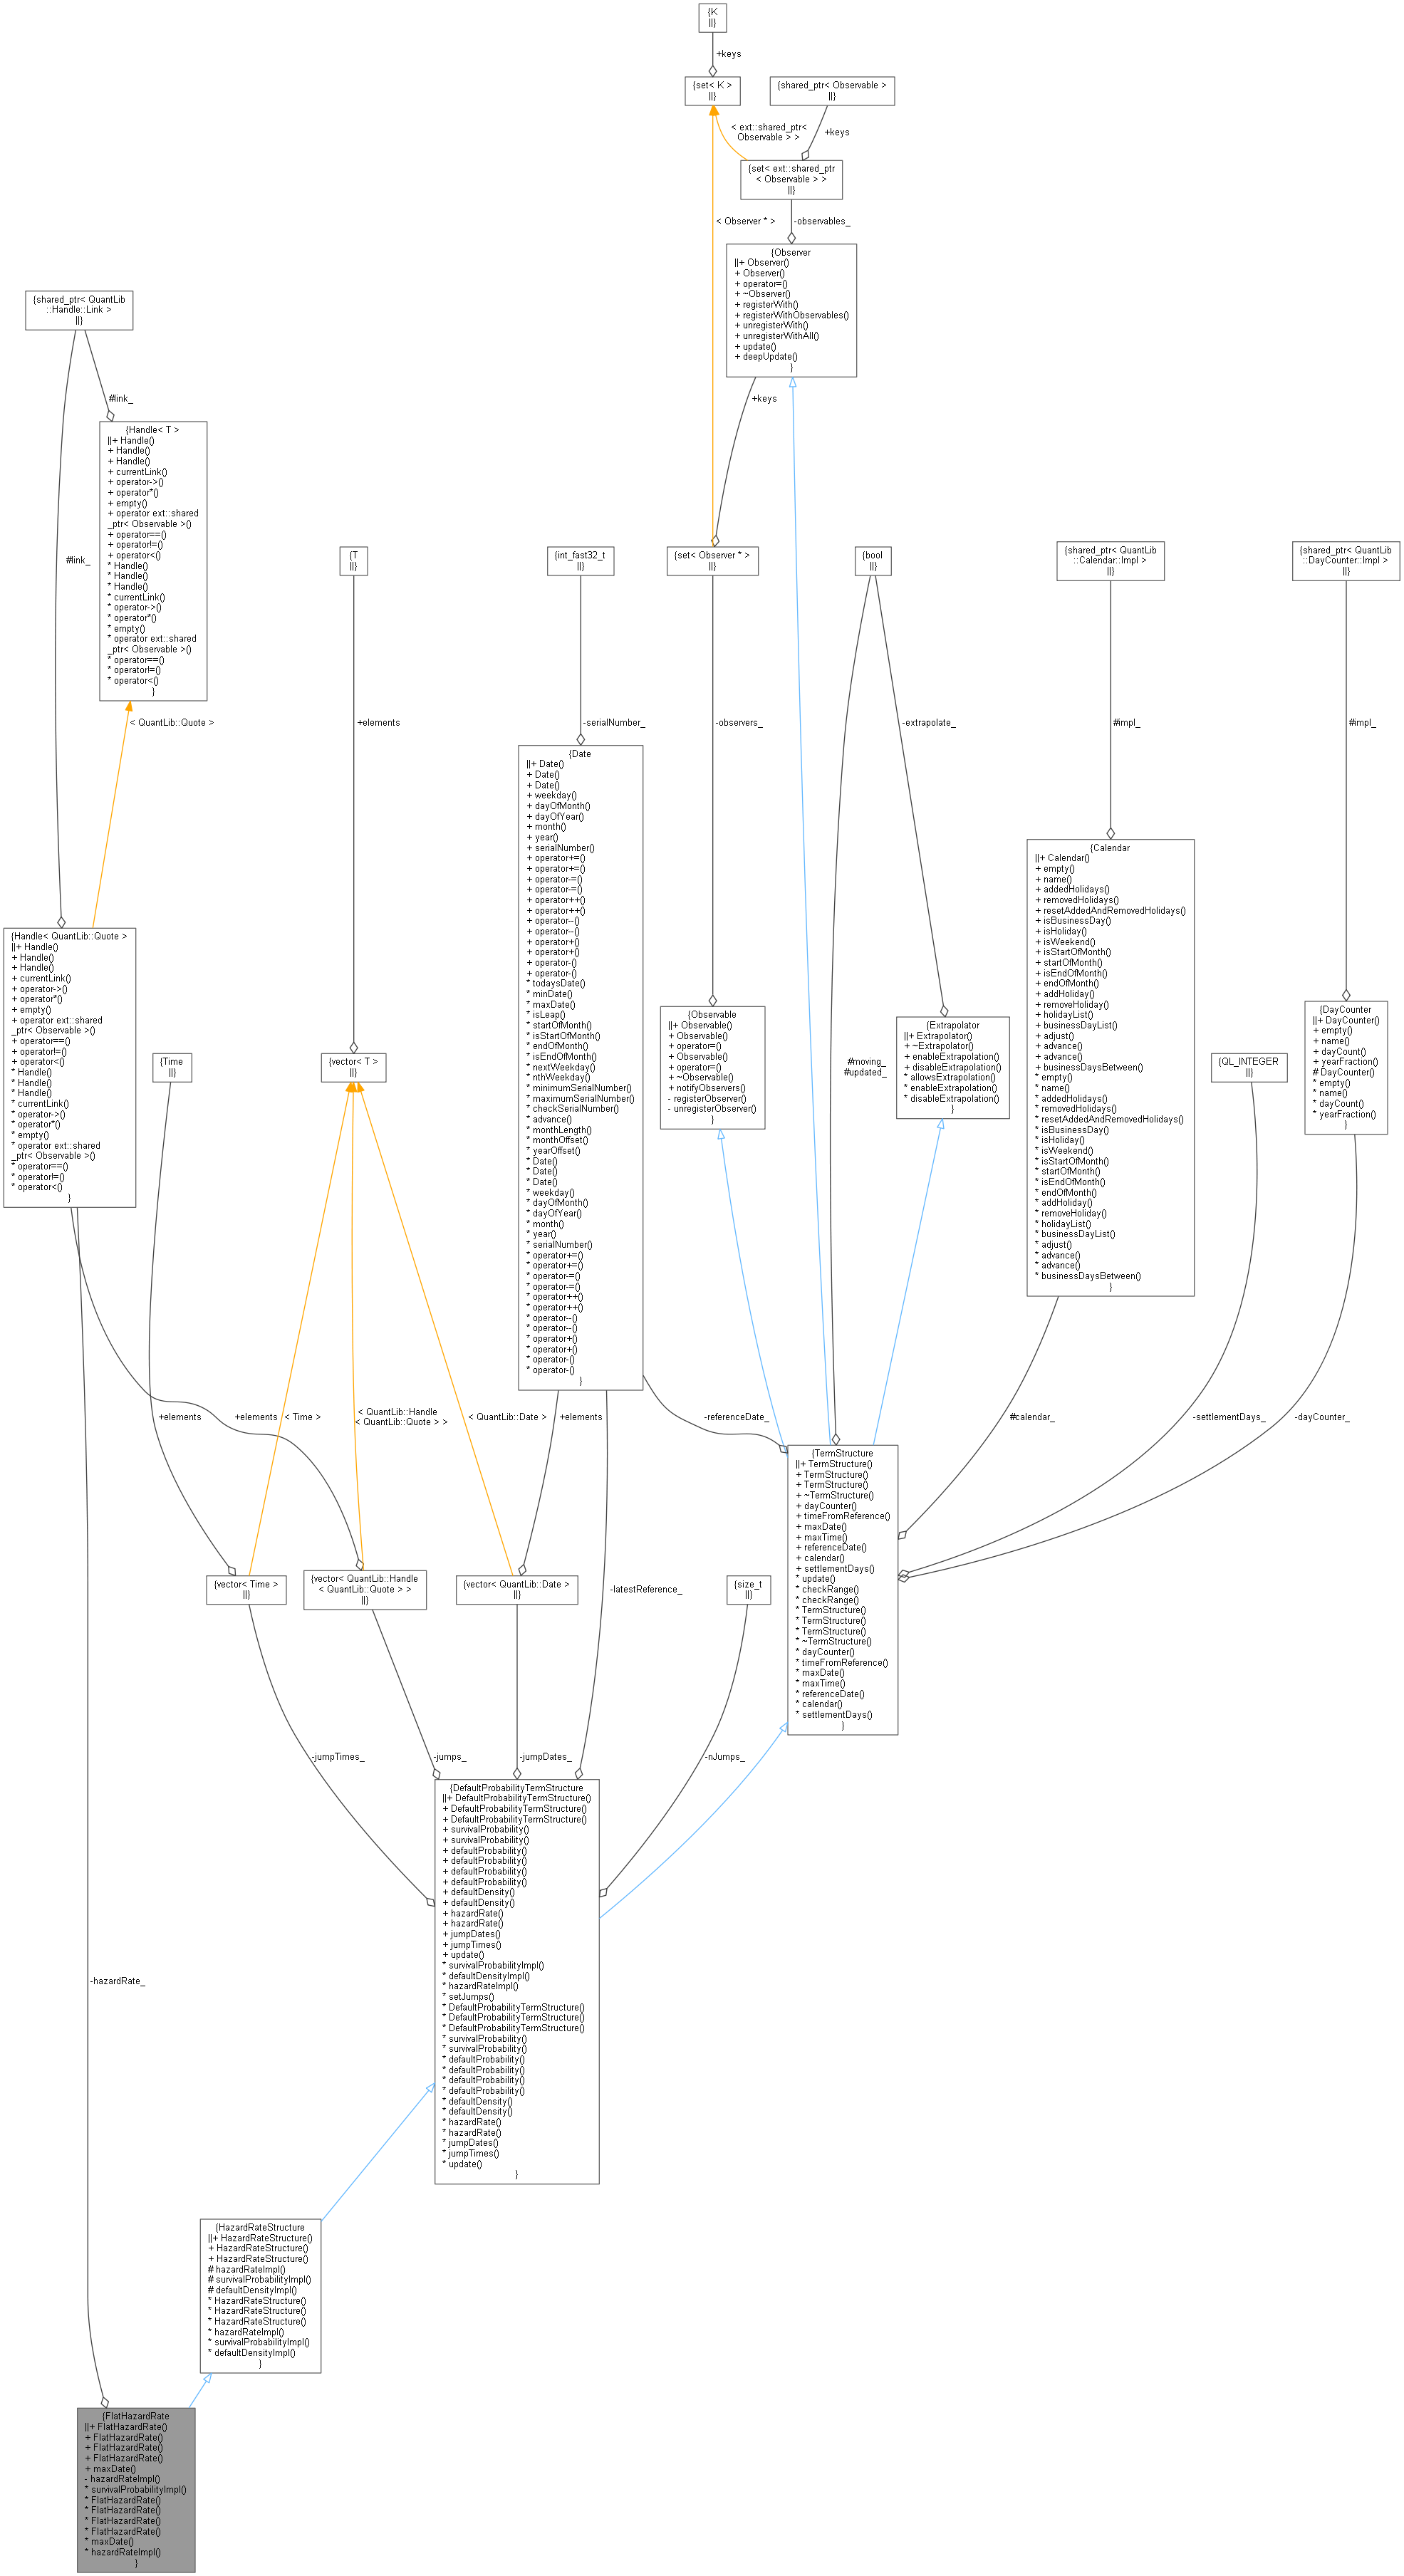 {K
||}
+keys
{set< K >
||}
{shared_ptr< Observable >
||}
< ext::shared_ptr<
Observable > >
+keys
{set< ext::shared_ptr
< Observable > >
||}
< Observer * >
-observables_
{Observer
||+ Observer()
+ Observer()
+ operator=()
+ ~Observer()
+ registerWith()
+ registerWithObservables()
+ unregisterWith()
+ unregisterWithAll()
+ update()
+ deepUpdate()
}
{shared_ptr< QuantLib
::Handle::Link >
||}
#link_
+keys
{Handle< T >
||+ Handle()
+ Handle()
+ Handle()
+ currentLink()
+ operator->()
+ operator*()
+ empty()
+ operator ext::shared
_ptr< Observable >()
+ operator==()
+ operator!=()
+ operator<()
* Handle()
* Handle()
* Handle()
* currentLink()
* operator->()
* operator*()
* empty()
* operator ext::shared
_ptr< Observable >()
* operator==()
* operator!=()
* operator<()
}
#link_
{T
||}
{int_fast32_t
||}
{set< Observer * >
||}
{bool
||}
{shared_ptr< QuantLib
::Calendar::Impl >
||}
{shared_ptr< QuantLib
::DayCounter::Impl >
||}
< QuantLib::Quote >
+elements
-serialNumber_
-observers_
-extrapolate_
#impl_
#impl_
{Date
||+ Date()
+ Date()
+ Date()
+ weekday()
+ dayOfMonth()
+ dayOfYear()
+ month()
+ year()
+ serialNumber()
+ operator+=()
+ operator+=()
+ operator-=()
+ operator-=()
+ operator++()
+ operator++()
+ operator--()
+ operator--()
+ operator+()
+ operator+()
+ operator-()
+ operator-()
* todaysDate()
* minDate()
* maxDate()
* isLeap()
* startOfMonth()
* isStartOfMonth()
* endOfMonth()
* isEndOfMonth()
* nextWeekday()
* nthWeekday()
* minimumSerialNumber()
* maximumSerialNumber()
* checkSerialNumber()
* advance()
* monthLength()
* monthOffset()
* yearOffset()
* Date()
* Date()
* Date()
* weekday()
* dayOfMonth()
* dayOfYear()
* month()
* year()
* serialNumber()
* operator+=()
* operator+=()
* operator-=()
* operator-=()
* operator++()
* operator++()
* operator--()
* operator--()
* operator+()
* operator+()
* operator-()
* operator-()
}
{Calendar
||+ Calendar()
+ empty()
+ name()
+ addedHolidays()
+ removedHolidays()
+ resetAddedAndRemovedHolidays()
+ isBusinessDay()
+ isHoliday()
+ isWeekend()
+ isStartOfMonth()
+ startOfMonth()
+ isEndOfMonth()
+ endOfMonth()
+ addHoliday()
+ removeHoliday()
+ holidayList()
+ businessDayList()
+ adjust()
+ advance()
+ advance()
+ businessDaysBetween()
* empty()
* name()
* addedHolidays()
* removedHolidays()
* resetAddedAndRemovedHolidays()
* isBusinessDay()
* isHoliday()
* isWeekend()
* isStartOfMonth()
* startOfMonth()
* isEndOfMonth()
* endOfMonth()
* addHoliday()
* removeHoliday()
* holidayList()
* businessDayList()
* adjust()
* advance()
* advance()
* businessDaysBetween()
}
{Handle< QuantLib::Quote >
||+ Handle()
+ Handle()
+ Handle()
+ currentLink()
+ operator->()
+ operator*()
+ empty()
+ operator ext::shared
_ptr< Observable >()
+ operator==()
+ operator!=()
+ operator<()
* Handle()
* Handle()
* Handle()
* currentLink()
* operator->()
* operator*()
* empty()
* operator ext::shared
_ptr< Observable >()
* operator==()
* operator!=()
* operator<()
}
{Time
||}
{vector< T >
||}
{Observable
||+ Observable()
+ Observable()
+ operator=()
+ Observable()
+ operator=()
+ ~Observable()
+ notifyObservers()
- registerObserver()
- unregisterObserver()
}
#moving_
#updated_
{Extrapolator
||+ Extrapolator()
+ ~Extrapolator()
+ enableExtrapolation()
+ disableExtrapolation()
* allowsExtrapolation()
* enableExtrapolation()
* disableExtrapolation()
}
{QL_INTEGER
||}
{DayCounter
||+ DayCounter()
+ empty()
+ name()
+ dayCount()
+ yearFraction()
# DayCounter()
* empty()
* name()
* dayCount()
* yearFraction()
}
+elements
+elements
< Time >
< QuantLib::Handle
< QuantLib::Quote > >
< QuantLib::Date >
+elements
-referenceDate_
#calendar_
-settlementDays_
-dayCounter_
{TermStructure
||+ TermStructure()
+ TermStructure()
+ TermStructure()
+ ~TermStructure()
+ dayCounter()
+ timeFromReference()
+ maxDate()
+ maxTime()
+ referenceDate()
+ calendar()
+ settlementDays()
* update()
* checkRange()
* checkRange()
* TermStructure()
* TermStructure()
* TermStructure()
* ~TermStructure()
* dayCounter()
* timeFromReference()
* maxDate()
* maxTime()
* referenceDate()
* calendar()
* settlementDays()
}
{vector< Time >
||}
{vector< QuantLib::Handle
< QuantLib::Quote > >
||}
{vector< QuantLib::Date >
||}
-latestReference_
{size_t
||}
-jumpTimes_
-jumps_
-jumpDates_
-nJumps_
{DefaultProbabilityTermStructure
||+ DefaultProbabilityTermStructure()
+ DefaultProbabilityTermStructure()
+ DefaultProbabilityTermStructure()
+ survivalProbability()
+ survivalProbability()
+ defaultProbability()
+ defaultProbability()
+ defaultProbability()
+ defaultProbability()
+ defaultDensity()
+ defaultDensity()
+ hazardRate()
+ hazardRate()
+ jumpDates()
+ jumpTimes()
+ update()
* survivalProbabilityImpl()
* defaultDensityImpl()
* hazardRateImpl()
* setJumps()
* DefaultProbabilityTermStructure()
* DefaultProbabilityTermStructure()
* DefaultProbabilityTermStructure()
* survivalProbability()
* survivalProbability()
* defaultProbability()
* defaultProbability()
* defaultProbability()
* defaultProbability()
* defaultDensity()
* defaultDensity()
* hazardRate()
* hazardRate()
* jumpDates()
* jumpTimes()
* update()
}
-hazardRate_
{HazardRateStructure
||+ HazardRateStructure()
+ HazardRateStructure()
+ HazardRateStructure()
# hazardRateImpl()
# survivalProbabilityImpl()
# defaultDensityImpl()
* HazardRateStructure()
* HazardRateStructure()
* HazardRateStructure()
* hazardRateImpl()
* survivalProbabilityImpl()
* defaultDensityImpl()
}
{FlatHazardRate
||+ FlatHazardRate()
+ FlatHazardRate()
+ FlatHazardRate()
+ FlatHazardRate()
+ maxDate()
- hazardRateImpl()
* survivalProbabilityImpl()
* FlatHazardRate()
* FlatHazardRate()
* FlatHazardRate()
* FlatHazardRate()
* maxDate()
* hazardRateImpl()
}